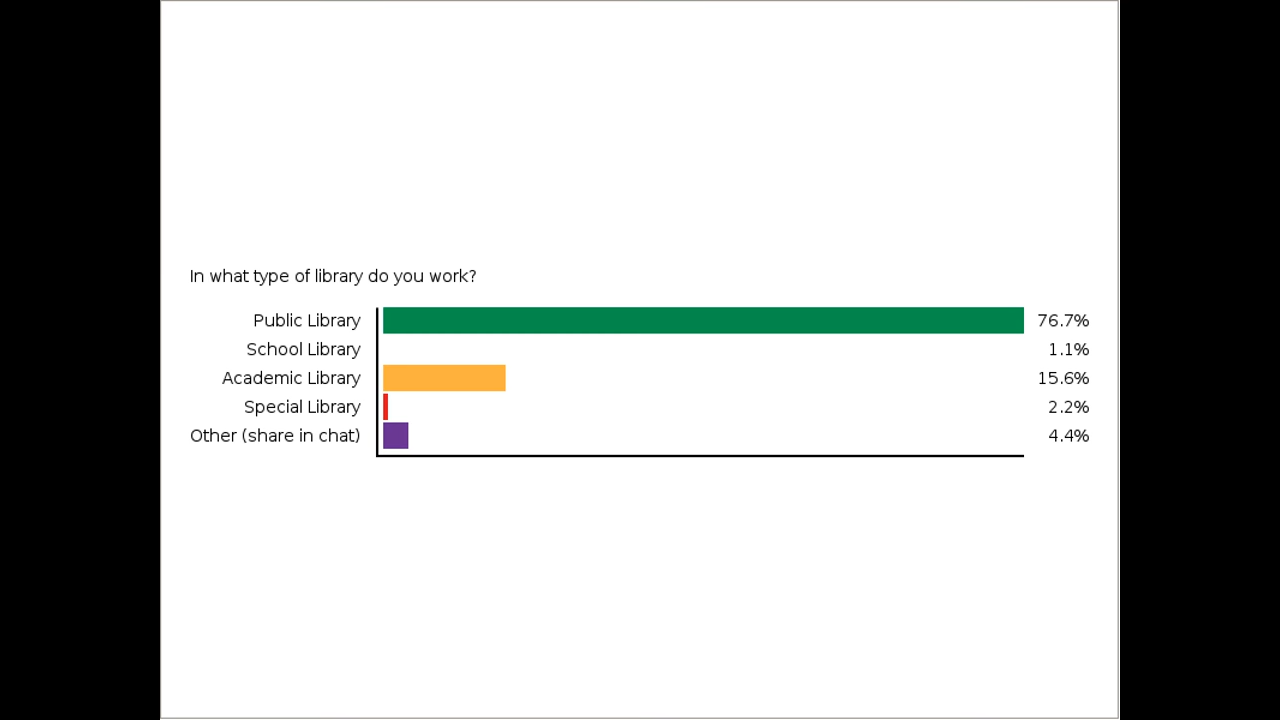 In what type of library do you work?
Public Library 76.7%
School Library 1.1%
Academic Library 15.6%
Special Library 2.2%
Other (share in chat) 4.4%